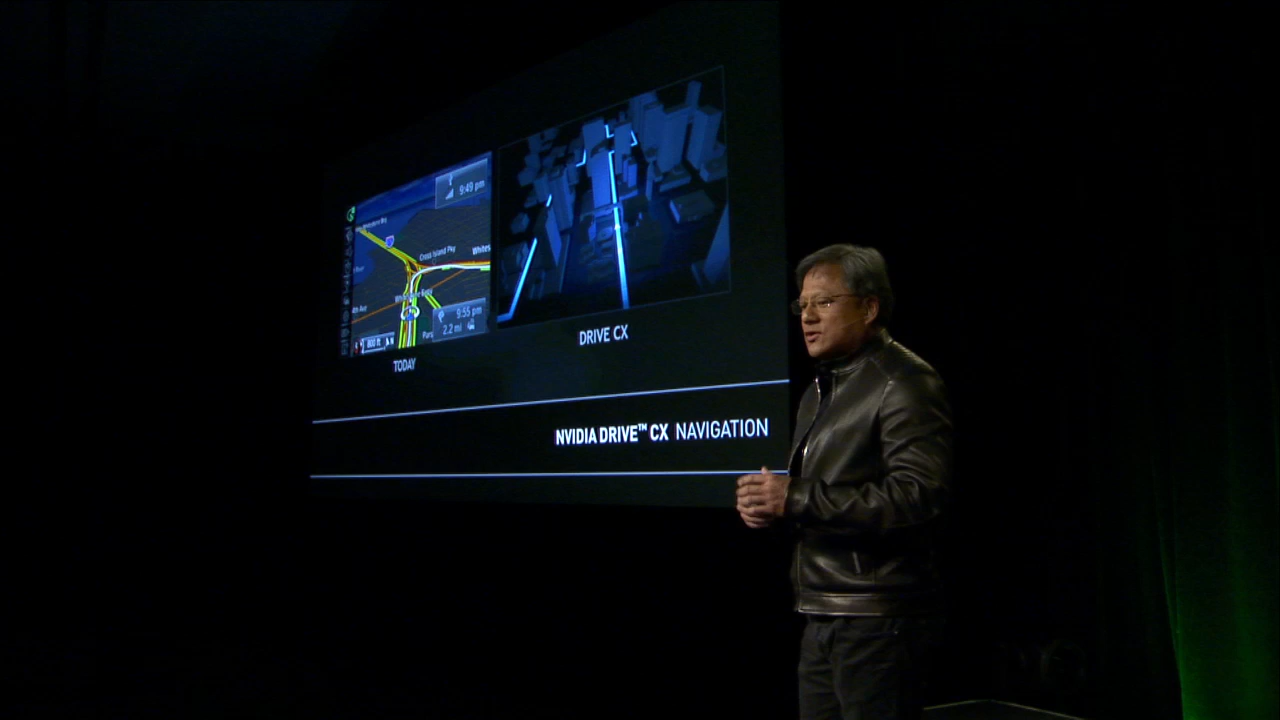 9:49 pm
Cross Island Pky
Whites
9:55 pm
2.2 mi
800 ft
TODAY
DRIVE CX
NVIDIA DRIVE™ CX NAVIGATION